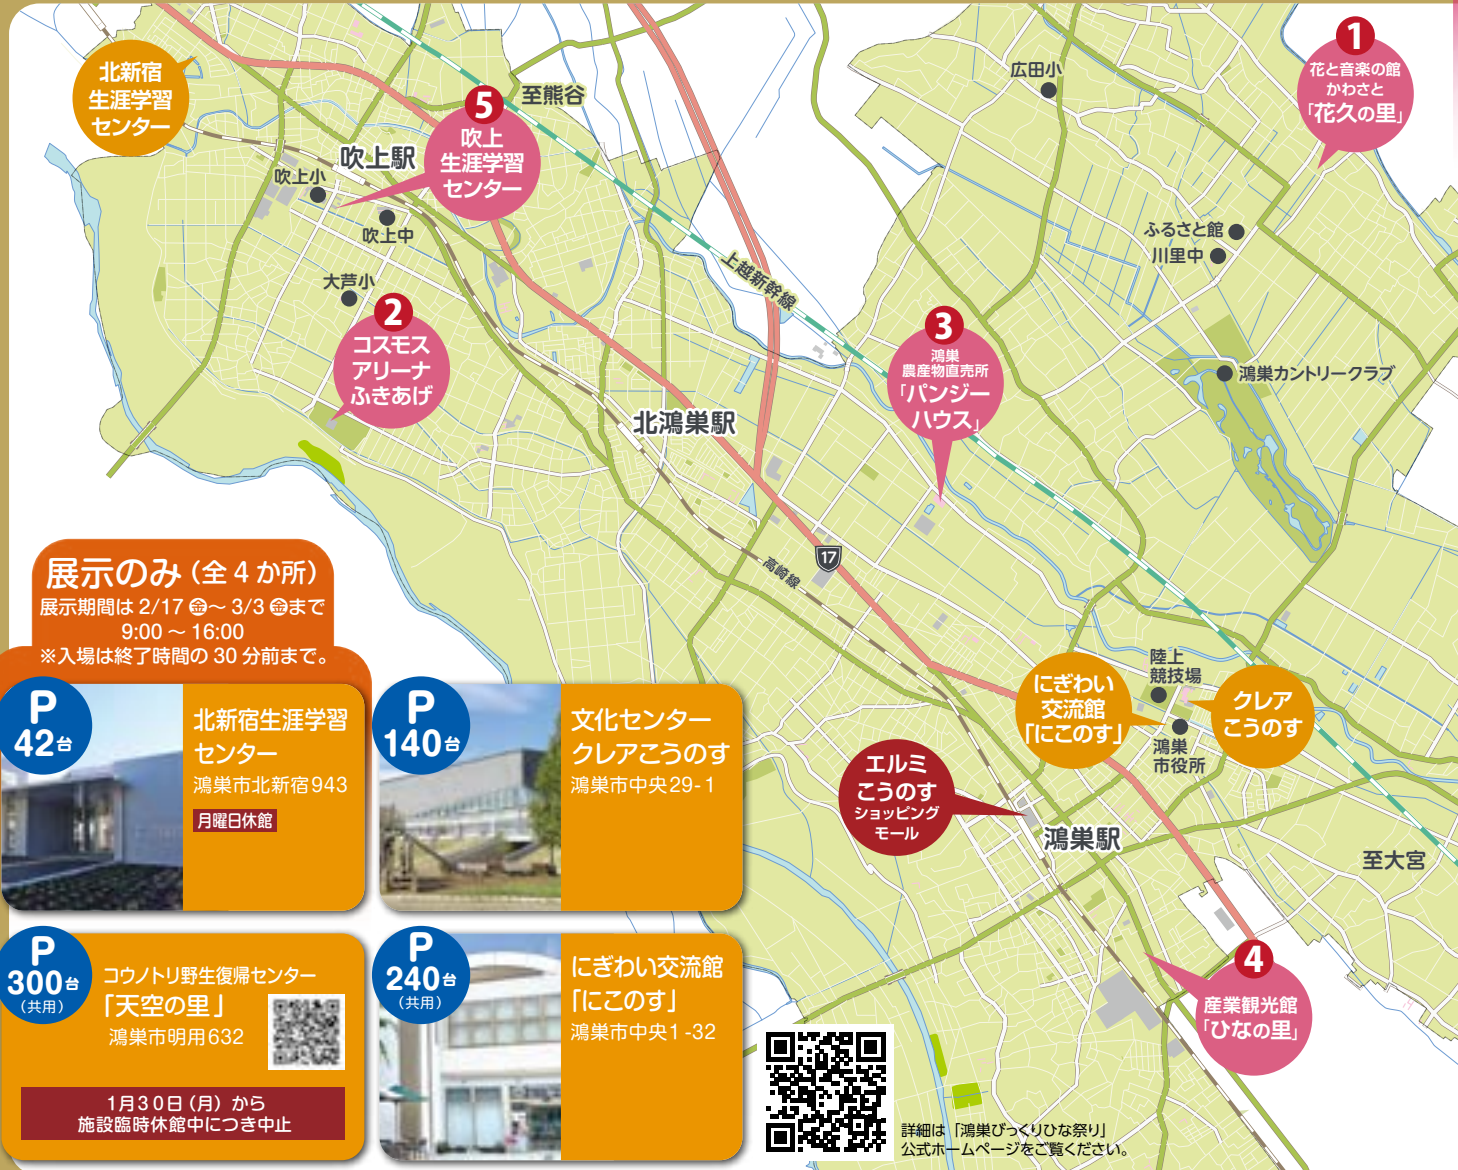 北新宿
生涯学習
センター
至熊谷
5
吹上
生涯学習
センター
吹上駅
吹上小
吹上中
大芦小
2
コスモス
アリーナ
ふきあげ
広田小
1
花と音楽の館
かわさと
「花久の里」
ふるさと館
川里中
上越新幹線
3
鴻巣
農産物直売所
「パンジー
ハウス」
鴻巣カントリークラブ
北鴻巣駅
17
高崎線
陸上
競技場
にぎわい
交流館
「にこのす」
クレア
こうのす
鴻巣
市役所
エルミ
こうのす
ショッピング
モール
鴻巣駅
至大宮
4
産業観光館
「ひなの里」
展示のみ（全４か所）
展示期間は 2/17 ㊎～ 3/3 ㊎まで
9:00 ～ 16:00
※入場は終了時間の 30 分前まで。
P
42台
北新宿生涯学習
センター
鴻巣市北新宿943
月曜日休館
P
140台
文化センター
クレアこうのす
鴻巣市中央29-1
P
300台
（共用）
コウノトリ野生復帰センター
「天空の里」
鴻巣市明用632
1月30日（月）から
施設臨時休館中につき中止
P
240台
（共用）
にぎわい交流館
「にこのす」
鴻巣市中央1-32
詳細は「鴻巣びっくりひな祭り」
公式ホームページをご覧ください。